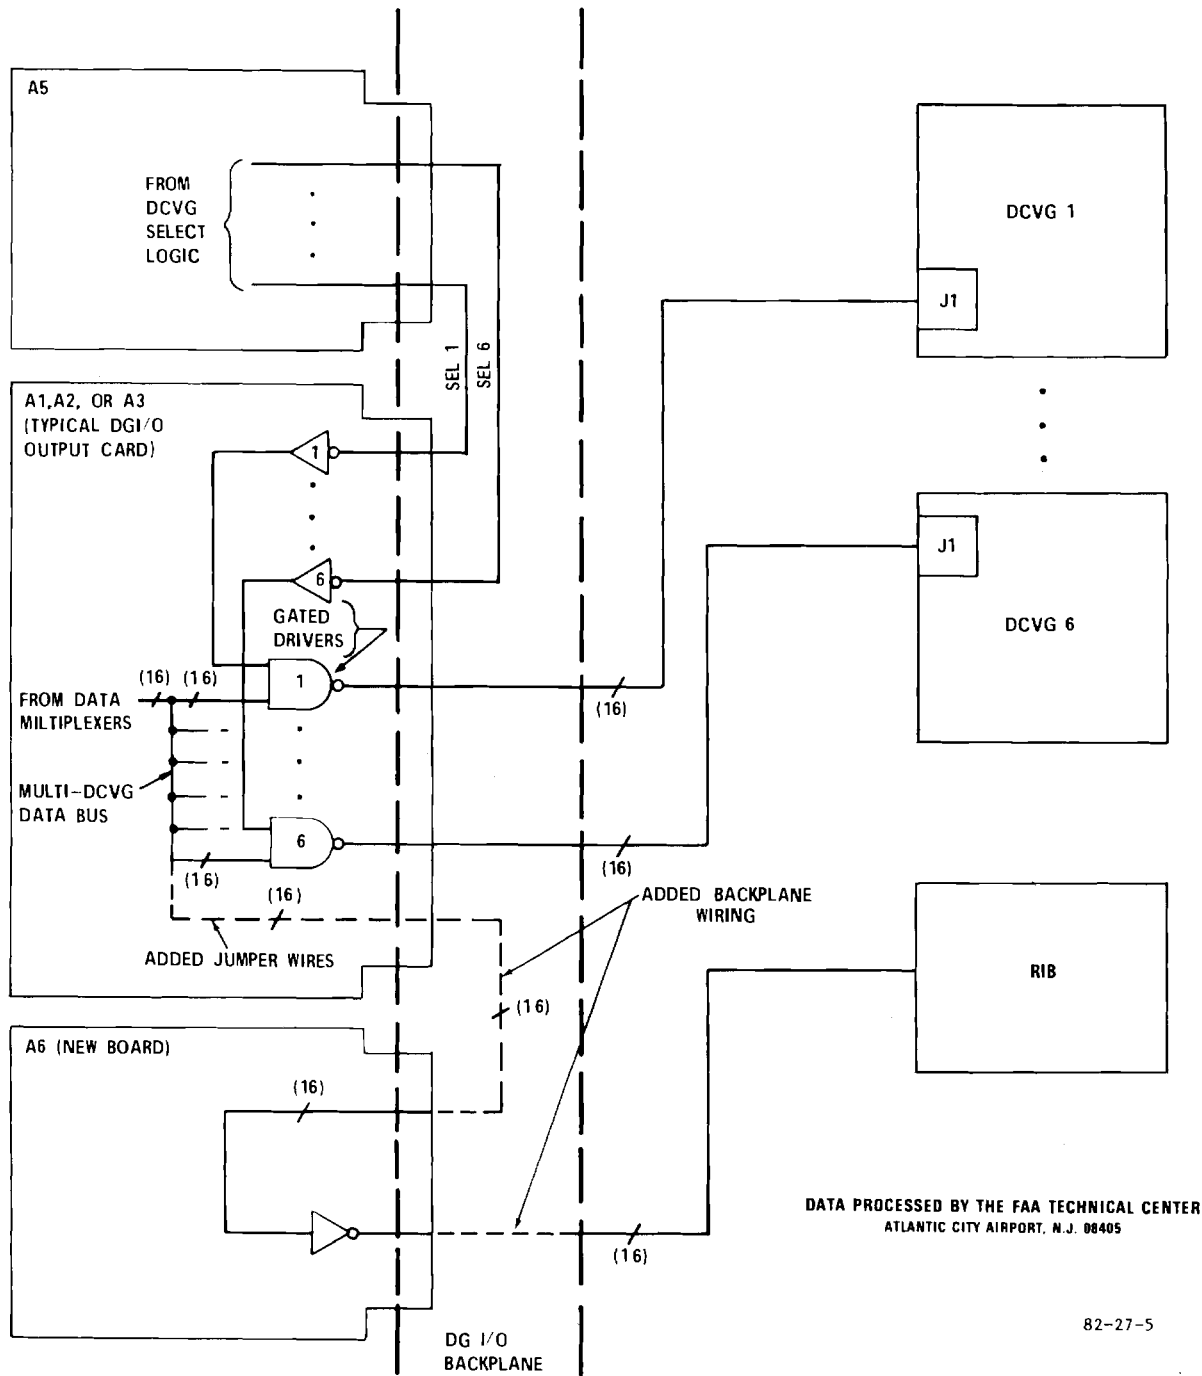 A5
FROM
DCVG
SELECT
LOGIC
DCVG 1
J1
SEL 1
SEL 6
A1,A2, OR A3
(TYPICAL DGI/O
OUTPUT CARD)
1
6
GATED
DRIVERS
J1
DCVG 6
(16)
(16)
1
FROM DATA
MILTIPLEXERS
(16)
MULTI-DCVG
DATA BUS
6
(16)
(16)
(16)
ADDED JUMPER WIRES
ADDED BACKPLANE
WIRING
RIB
(16)
A6 (NEW BOARD)
(16)
(16)
DATA PROCESSED BY THE FAA TECHNICAL CENTER
ATLANTIC CITY AIRPORT, N.J. 08405
82-27-5
DG I/O
BACKPLANE